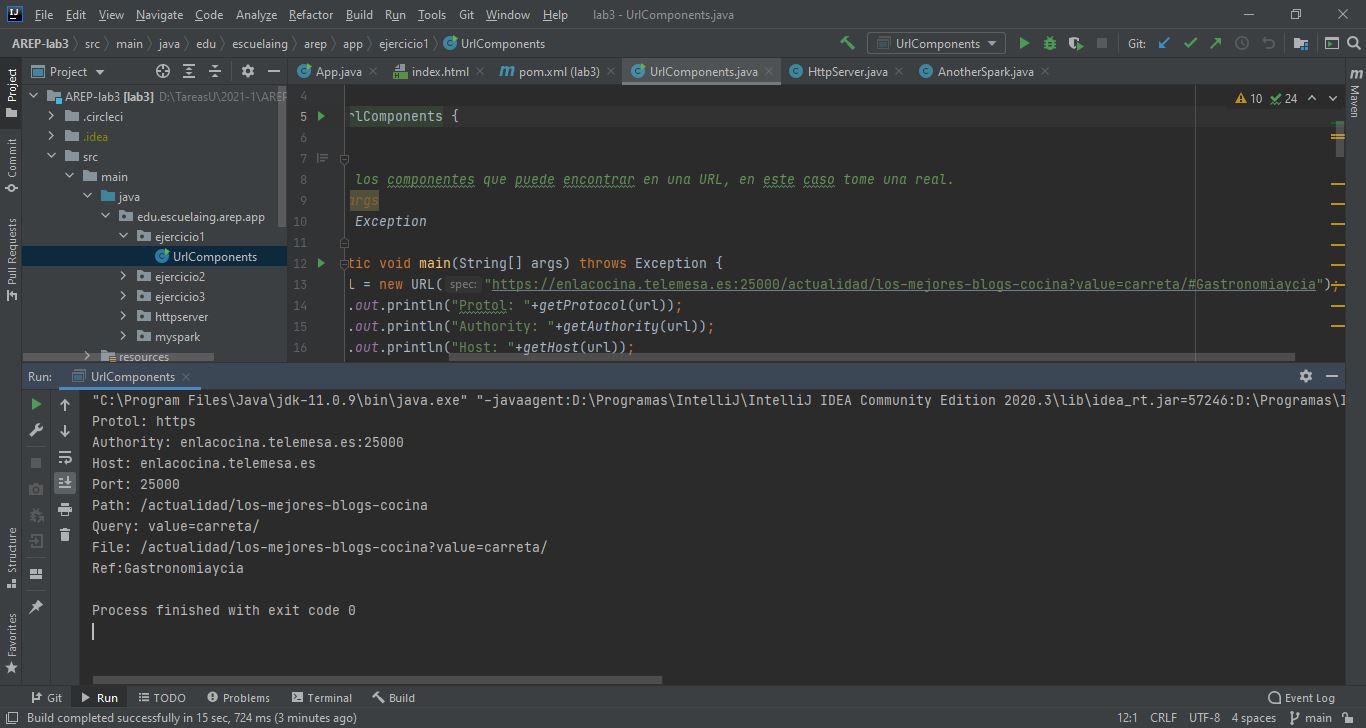 File Edit View Navigate Code Analyze Refactor Build Run Tools Git Window Help lab3 - UrlComponents.java
AREP-lab3 src main java edu escuelaing arep app ejercicio1 UrlComponents
UrlComponents Git:
Project
App.java index.html pom.xml (lab3) UrlComponents.java HttpServer.java AnotherSpark.java
Project
Commit
Pull Requests
Structure
Favorites
Maven
AREP-lab3 [lab3] D:\TareasU\2021-1\AREP
.circleci
.idea
src
main
java
edu.escuelaing.arep.app
ejercicio1
UrlComponents
ejercicio2
ejercicio3
httpserver
myspark
resources
10 24
4
5 rlComponents {
6
7
8 los componentes que puede encontrar en una URL, en este caso tome una real.
9 args
10 Exception
11
12 tic void main(String[] args) throws Exception {
13 l = new URL( spec: "https://enlacocina.telemesa.es:25000/actualidad/los-mejores-blogs-cocina?value=carreta/#Gastronomiaycia");
14 .out.println("Protol: "+getProtocol(url));
15 .out.println("Authority: "+getAuthority(url));
16 .out.println("Host: "+getHost(url));
Run: UrlComponents
"C:\Program Files\Java\jdk-11.0.9\bin\java.exe" "-javaagent:D:\Programas\IntelliJ\IntelliJ IDEA Community Edition 2020.3\lib\idea_rt.jar=57246:D:\Programas\I
Protol: https
Authority: enlacocina.telemesa.es:25000
Host: enlacocina.telemesa.es
Port: 25000
Path: /actualidad/los-mejores-blogs-cocina
Query: value=carreta/
File: /actualidad/los-mejores-blogs-cocina?value=carreta/
Ref:Gastronomiaycia
Process finished with exit code 0
Git Run TODO Problems Terminal Build Event Log
Build completed successfully in 15 sec, 724 ms (3 minutes ago) 12:1 CRLF UTF-8 4 spaces main